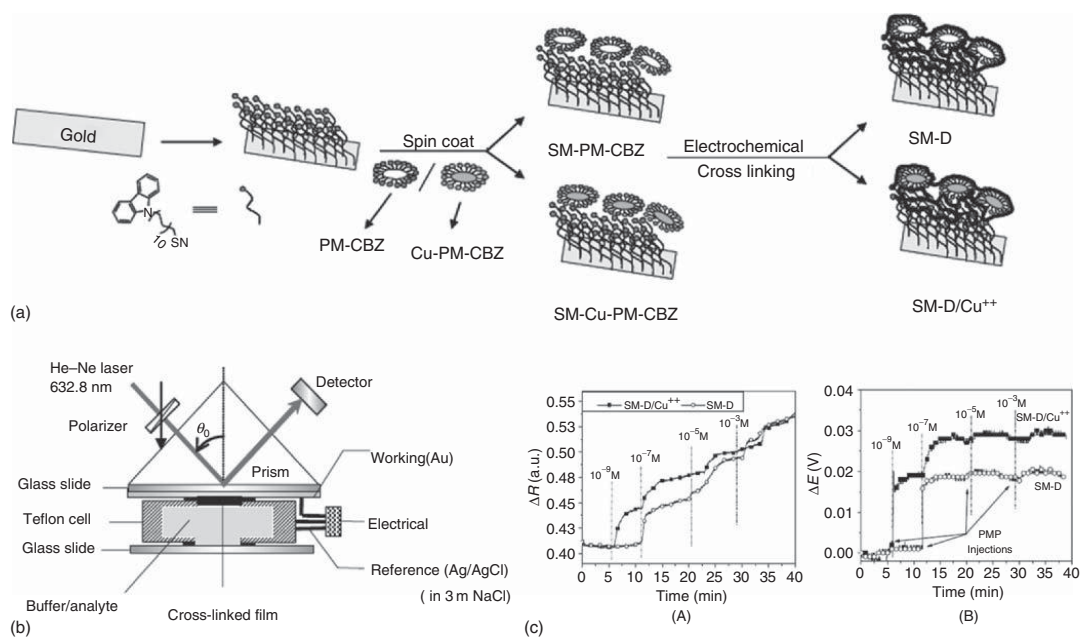 (a)
Gold
N
10 SN
PM-CBZ
Cu-PM-CBZ
Spin coat
SM-PM-CBZ
SM-Cu-PM-CBZ
Electrochemical
Cross linking
SM-D
SM-D/Cu++
(b)
He–Ne laser
632.8 nm
Polarizer
θ0
Detector
Prism
Glass slide
Working(Au)
Teflon cell
Electrical
Glass slide
Reference (Ag/AgCl)
( in 3 m NaCl)
Buffer/analyte
Cross-linked film
(c)
SM-D/Cu++ SM-D
ΔR (a.u.)
0.55
0.53
0.50
0.48
0.45
0.43
0.40
10−9M
10−7M
10−5M
10−3M
0 5 10 15 20 25 30 35 40
Time (min)
(A)
ΔE (V)
0.04
0.03
0.02
0.01
0.00
10−9M
10−7M
10−5M
10−3M
SM-D/Cu++
SM-D
PMP
Injections
0 5 10 15 20 25 30 35 40
Time (min)
(B)